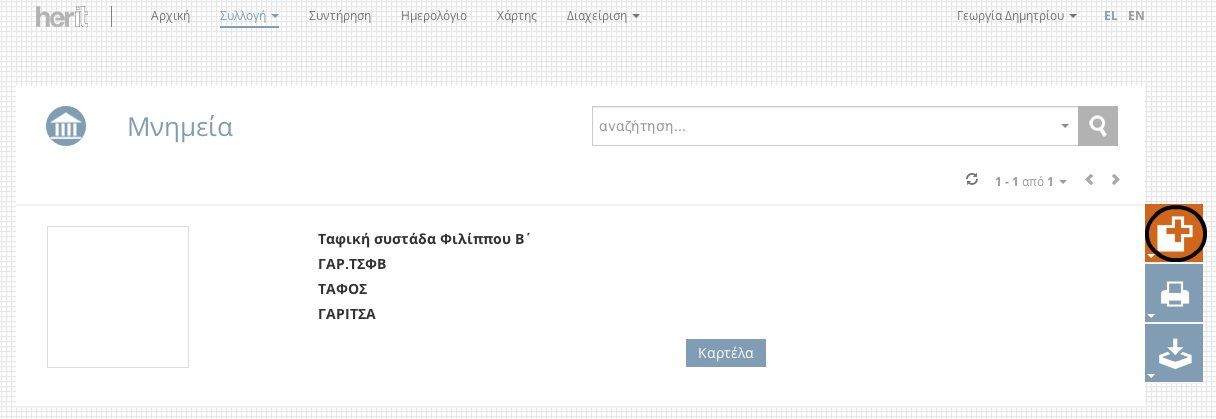 herit
Αρχική Συλλογή Συντήρηση Ημερολόγιο Χάρτης Διαχείριση Γεωργία Δημητρίου EL EN
Μνημεία
αναζήτηση...
1 - 1 από 1
Ταφική συστάδα Φιλίππου Β΄
ΓΑΡ.ΤΣΦΒ
ΤΑΦΟΣ
ΓΑΡΙΤΣΑ
Καρτέλα